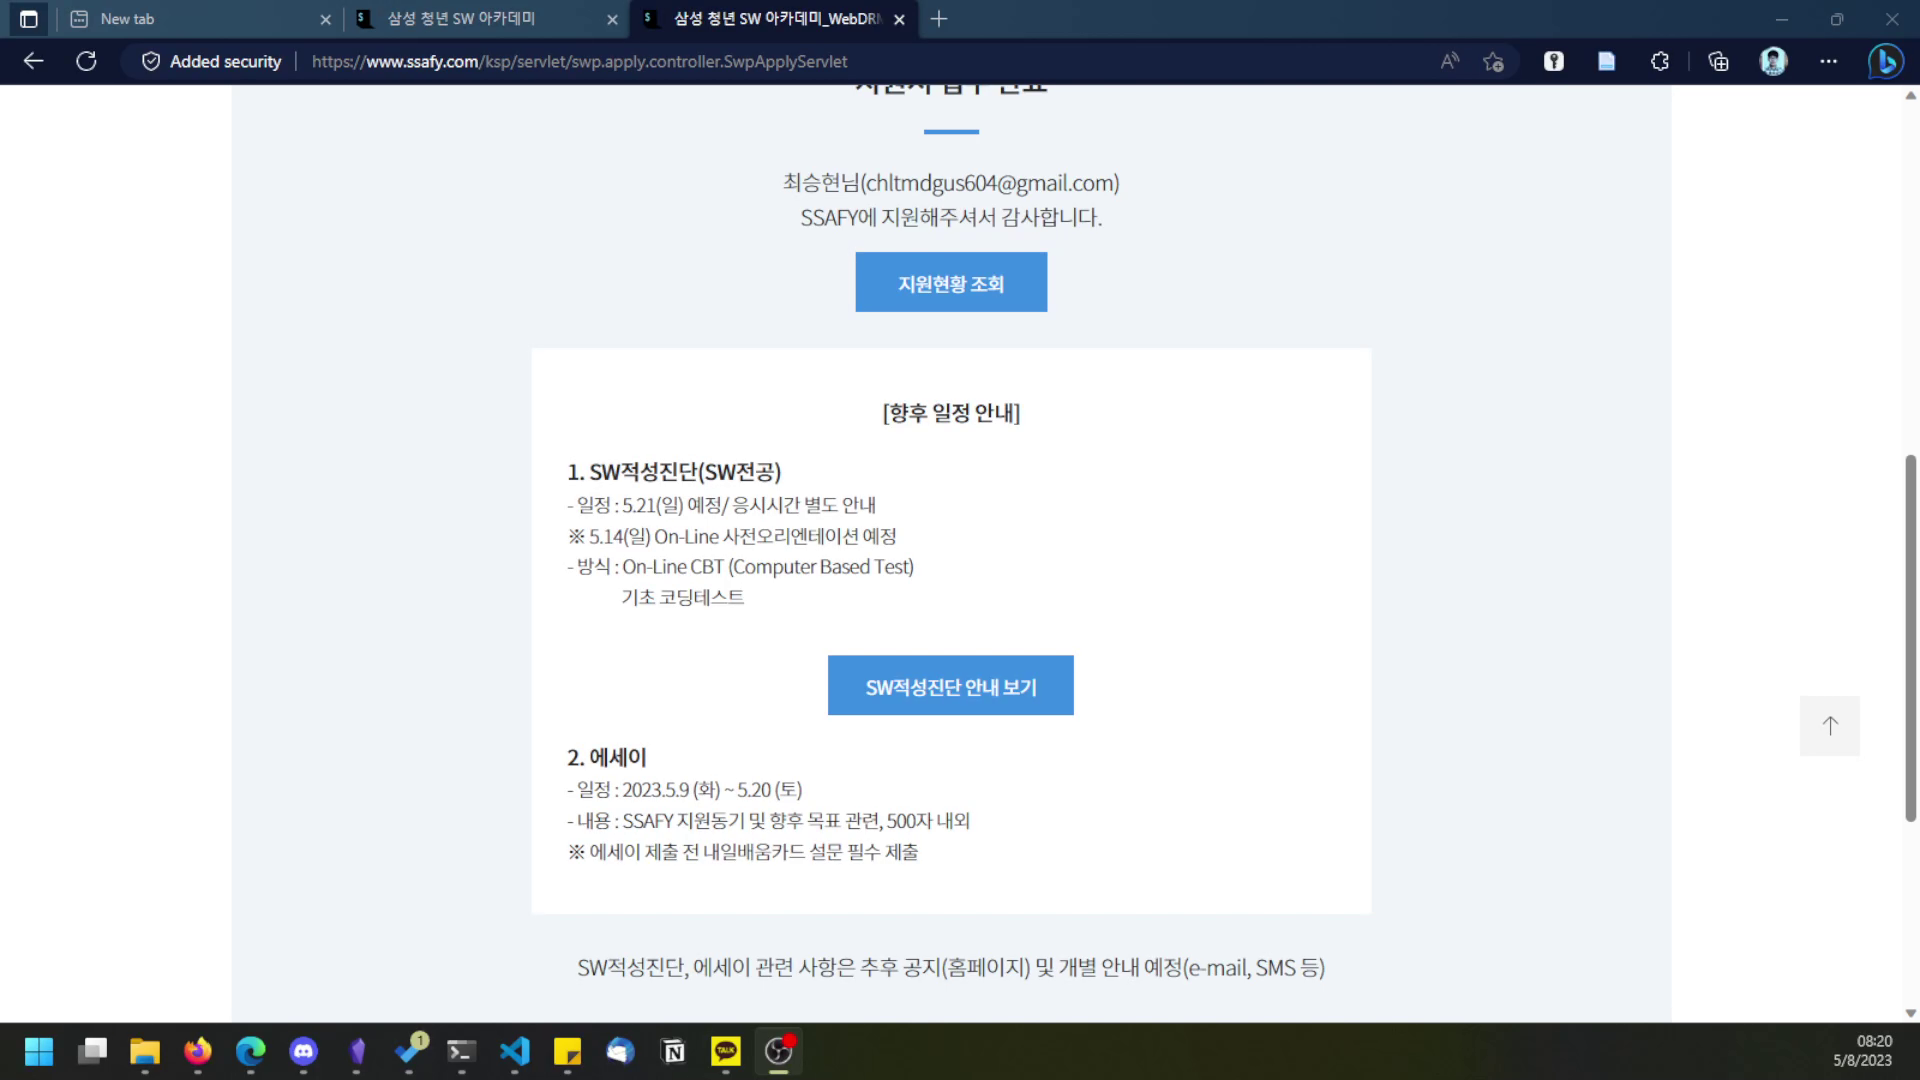 New tab
삼성 청년 SW 아카데미
삼성 청년 SW 아카데미_WebDRM
Added security
https://www.ssafy.com/ksp/servlet/swp.apply.controller.SwpApplyServlet
최승현님(chltmdgus604@gmail.com)
SSAFY에 지원해주셔서 감사합니다.
지원현황 조회
[향후 일정 안내]
1. SW적성진단(SW전공)
- 일정 : 5.21(일) 예정/ 응시시간 별도 안내
※ 5.14(일) On-Line 사전오리엔테이션 예정
- 방식 : On-Line CBT (Computer Based Test)
기초 코딩테스트
SW적성진단 안내 보기
2. 에세이
- 일정 : 2023.5.9 (화) ~ 5.20 (토)
- 내용 : SSAFY 지원동기 및 향후 목표 관련, 500자 내외
※ 에세이 제출 전 내일배움카드 설문 필수 제출
SW적성진단, 에세이 관련 사항은 추후 공지(홈페이지) 및 개별 안내 예정(e-mail, SMS 등)
1
TALK
08:20
5/8/2023